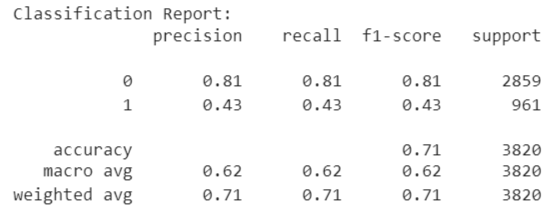 Classification Report:
precision recall f1-score support
0 0.81 0.81 0.81 2859
1 0.43 0.43 0.43 961
accuracy 0.71 3820
macro avg 0.62 0.62 0.62 3820
weighted avg 0.71 0.71 0.71 3820